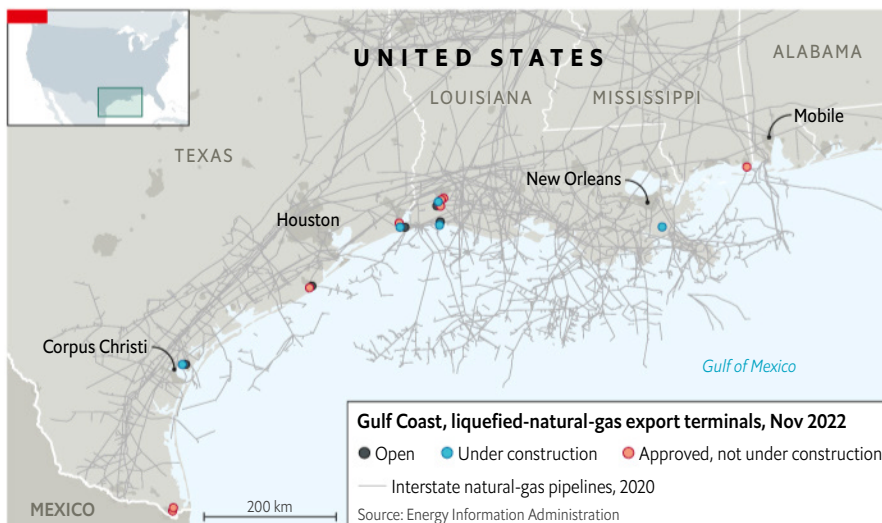 UNITED STATES
ALABAMA
LOUISIANA
MISSISSIPPI
Mobile
TEXAS
New Orleans
Houston
Corpus Christi
Gulf of Mexico
Gulf Coast, liquefied-natural-gas export terminals, Nov 2022
Open Under construction Approved, not under construction
Interstate natural-gas pipelines, 2020
MEXICO
200 km
Source: Energy Information Administration